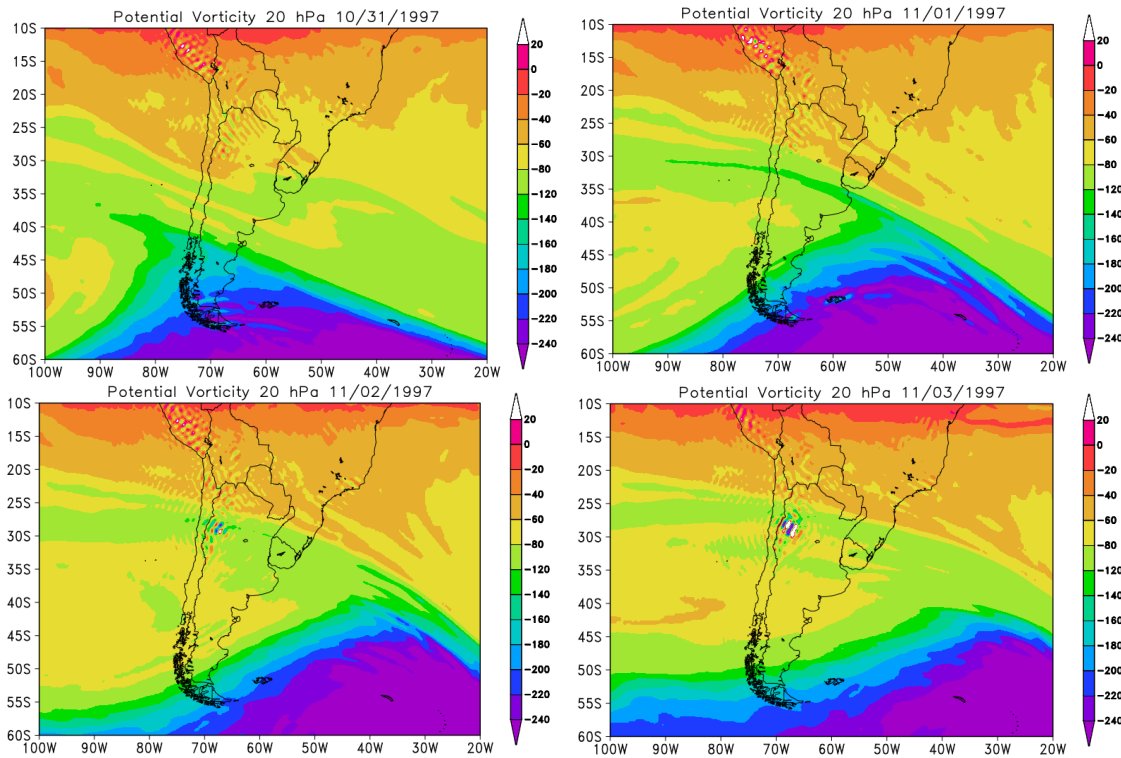 Potential Vorticity 20 hPa 10/31/1997
10S
15S
20S
25S
30S
35S
40S
45S
50S
55S
60S
100W 90W 80W 70W 60W 50W 40W 30W 20W
20
0
−20
−40
−60
−80
−120
−140
−160
−180
−200
−220
−240
Potential Vorticity 20 hPa 11/01/1997
10S
15S
20S
25S
30S
35S
40S
45S
50S
55S
60S
100W 90W 80W 70W 60W 50W 40W 30W 20W
20
0
−20
−40
−60
−80
−120
−140
−160
−180
−200
−220
−240
Potential Vorticity 20 hPa 11/02/1997
10S
15S
20S
25S
30S
35S
40S
45S
50S
55S
60S
100W 90W 80W 70W 60W 50W 40W 30W 20W
20
0
−20
−40
−60
−80
−120
−140
−160
−180
−200
−220
−240
Potential Vorticity 20 hPa 11/03/1997
10S
15S
20S
25S
30S
35S
40S
45S
50S
55S
60S
100W 90W 80W 70W 60W 50W 40W 30W 20W
20
0
−20
−40
−60
−80
−120
−140
−160
−180
−200
−220
−240